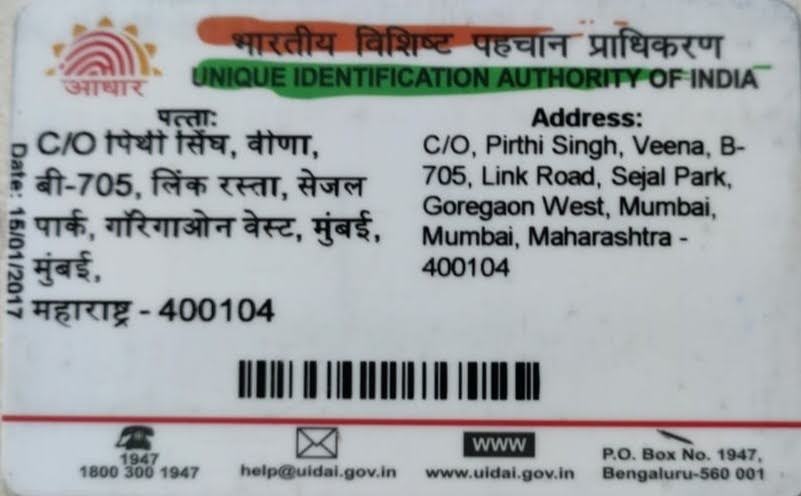 भारतीय विशिष्ट पहचान प्राधिकरण
UNIQUE IDENTIFICATION AUTHORITY OF INDIA
आधार
पत्ताः
C/O पिर्थी सिंघ, वीणा,
बी-705, लिंक रस्ता, सेजल
पार्क, गॉरेगाओन वेस्ट, मुंबई,
मुंबई,
महाराष्ट्र - 400104
Address:
C/O, Pirthi Singh, Veena, B-
705, Link Road, Sejal Park,
Goregaon West, Mumbai,
Mumbai, Maharashtra -
400104
Date: 15/01/2017
1947
1800 300 1947
help@uidai.gov.in
WWW
www.uidai.gov.in
P.O. Box No. 1947,
Bengaluru-560 001